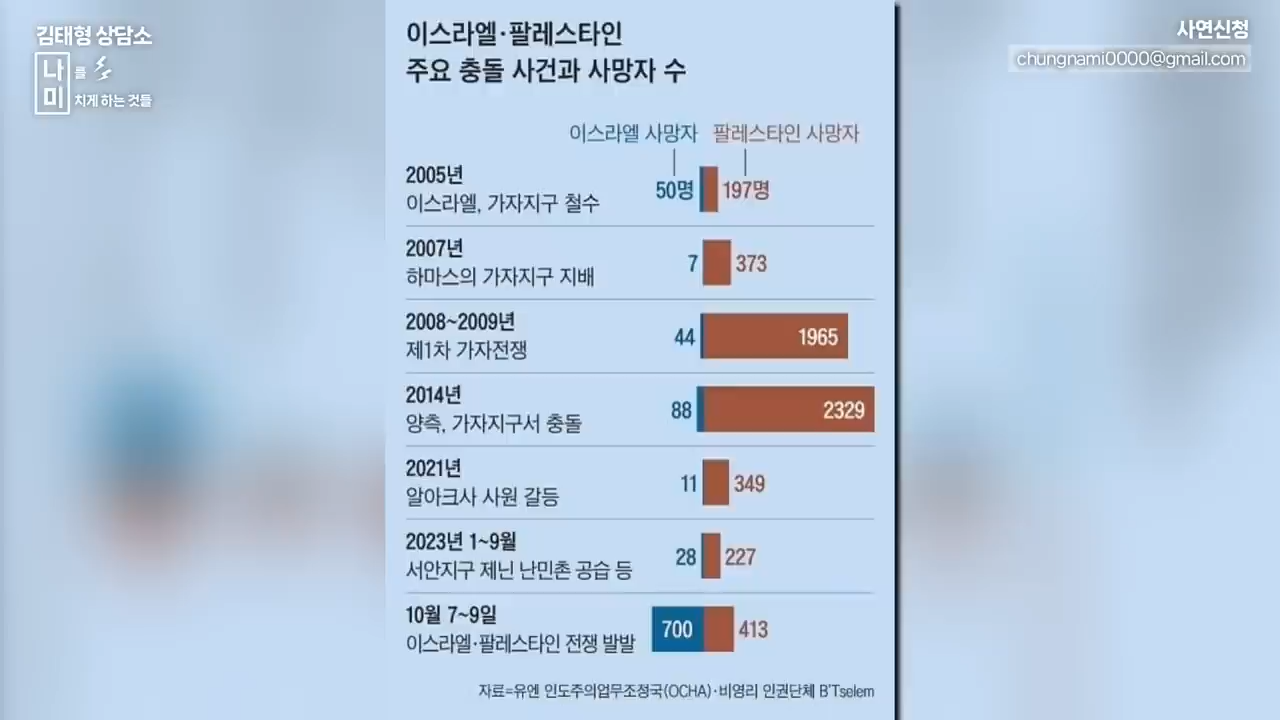 김태형 상담소
나를
미치게 하는 것들
사연신청
chungnami0000@gmail.com
이스라엘·팔레스타인
주요 충돌 사건과 사망자 수
이스라엘 사망자 팔레스타인 사망자
2005년
이스라엘, 가자지구 철수
50명 197명
2007년
하마스의 가자지구 지배
7 373
2008~2009년
제1차 가자전쟁
44 1965
2014년
양측, 가자지구서 충돌
88 2329
2021년
알아크사 사원 갈등
11 349
2023년 1~9월
서안지구 제닌 난민촌 공습 등
28 227
10월 7~9일
이스라엘·팔레스타인 전쟁 발발
700 413
자료=유엔 인도주의업무조정국(OCHA)·비영리 인권단체 B'Tselem